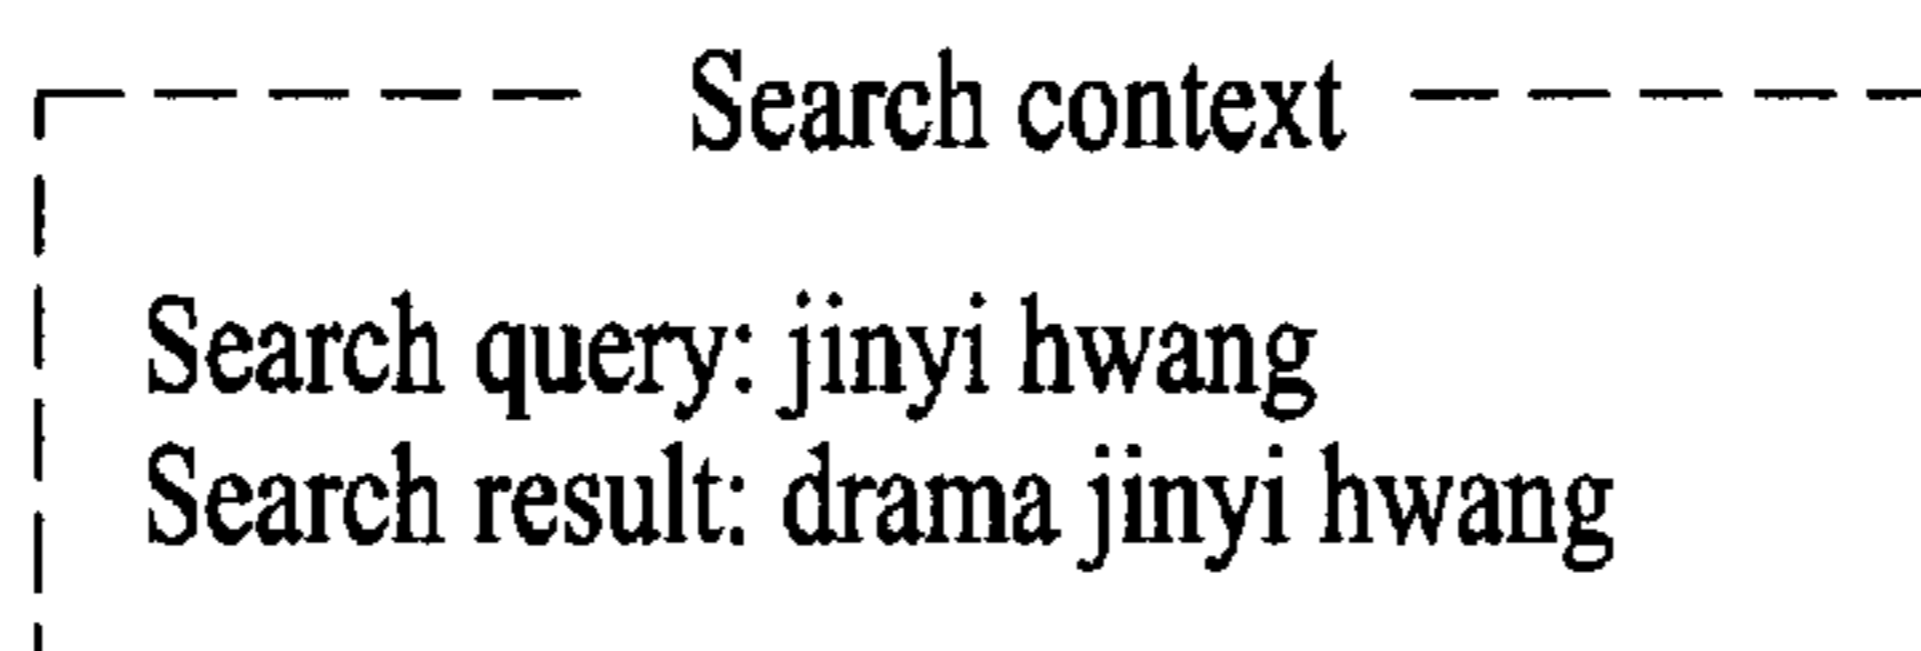 Search context
Search query: jinyi hwang
Search result: drama jinyi hwang